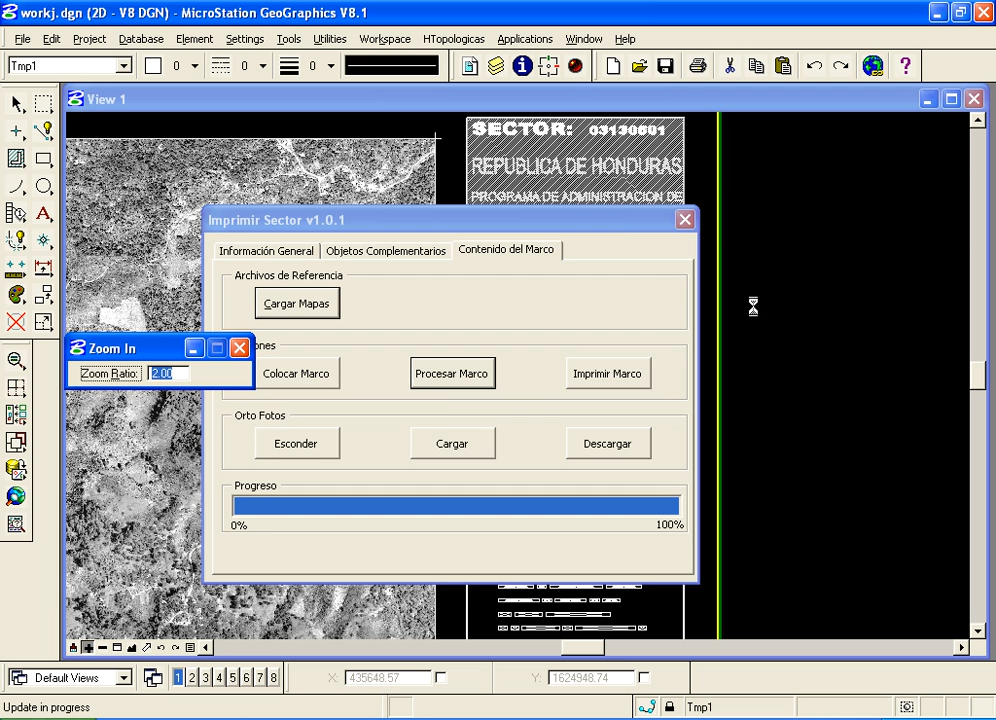 workj.dgn (2D - V8 DGN) - MicroStation GeoGraphics V8.1
File Edit Project Database Element Settings Tools Utilities Workspace HTopologicas Applications Window Help
Tmp1 0 0 0
View 1
SECTOR: 03130601
REPUBLICA DE HONDURAS
PROGRAMA DE ADMINISTRACION DE
Imprimir Sector v1.0.1
Información General Objetos Complementarios Contenido del Marco
Archivos de Referencia
Cargar Mapas
Zoom In
Zoom Ratio: 2.00
Colocar Marco Procesar Marco Imprimir Marco
Orto Fotos
Esconder Cargar Descargar
Progreso
0% 100%
Default Views 1 2 3 4 5 6 7 8 X: 435648.57 Y: 1624948.74
Update in progress Tmp1